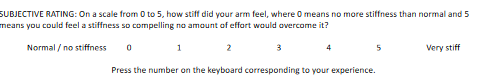 SUBJECTIVE RATING: On a scale from 0 to 5, how stiff did your arm feel, where 0 means no more stiffness than normal and 5
means you could feel a stiffness so compelling no amount of effort would overcome it?
Normal / no stiffness 0 1 2 3 4 5 Very stiff
Press the number on the keyboard corresponding to your experience.